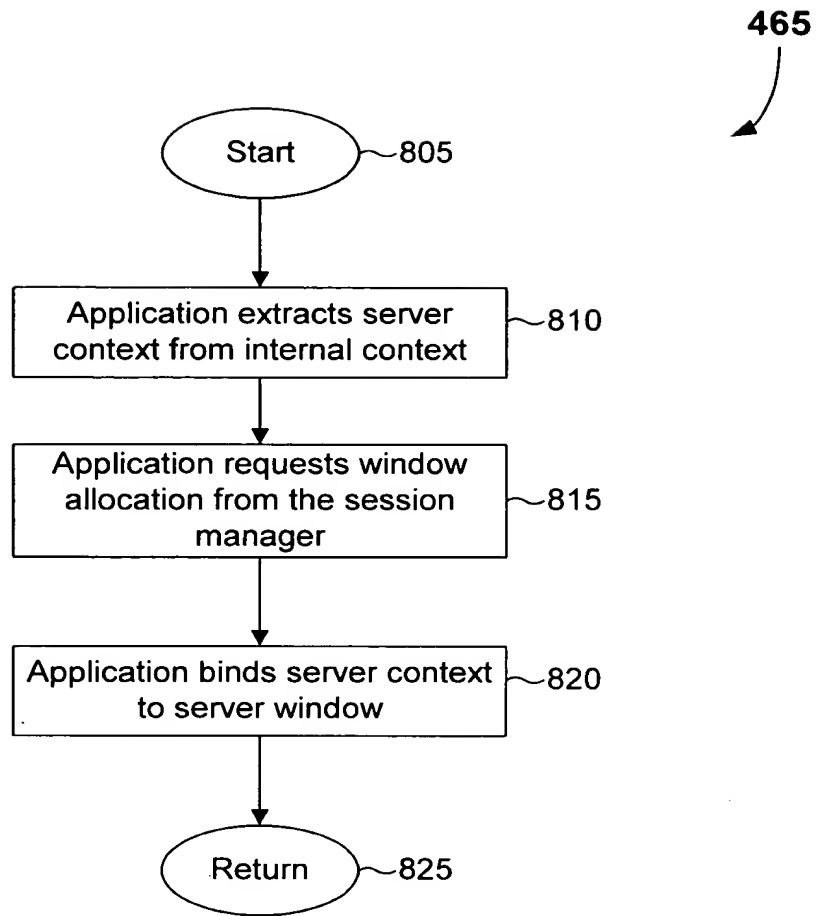 465
Start
805
Application extracts server
context from internal context
810
Application requests window
allocation from the session
manager
815
Application binds server context
to server window
820
Return
825